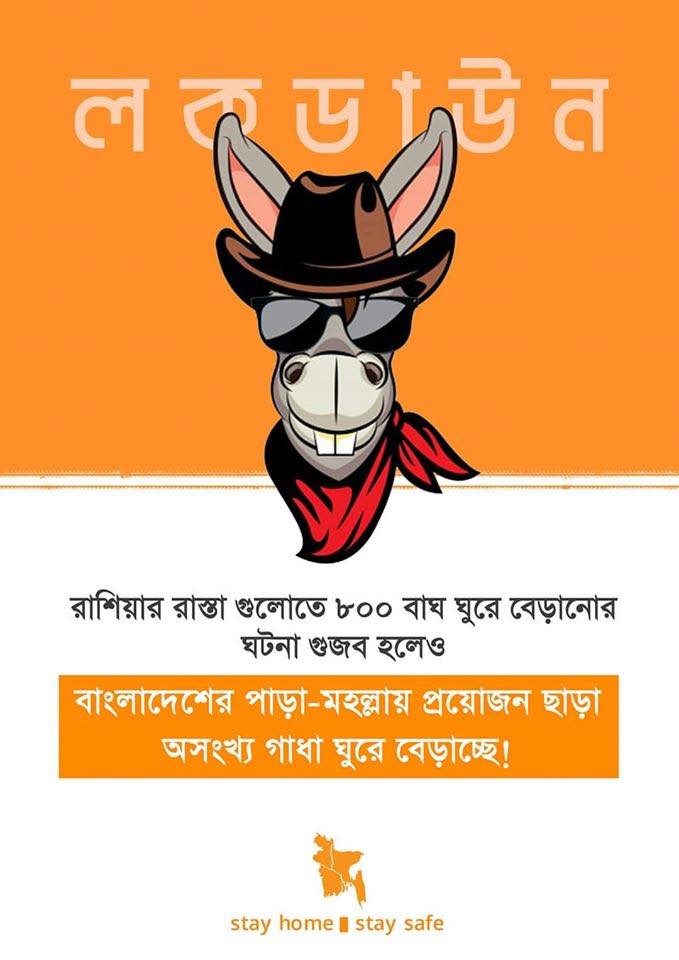 লকডাউন
রাশিয়ার রাস্তা গুলোতে ৮০০ বাঘ ঘুরে বেড়ানোর
ঘটনা গুজব হলেও
বাংলাদেশের পাড়া-মহল্লায় প্রয়োজন ছাড়া
অসংখ্য গাধা ঘুরে বেড়াচ্ছে!
stay home stay safe